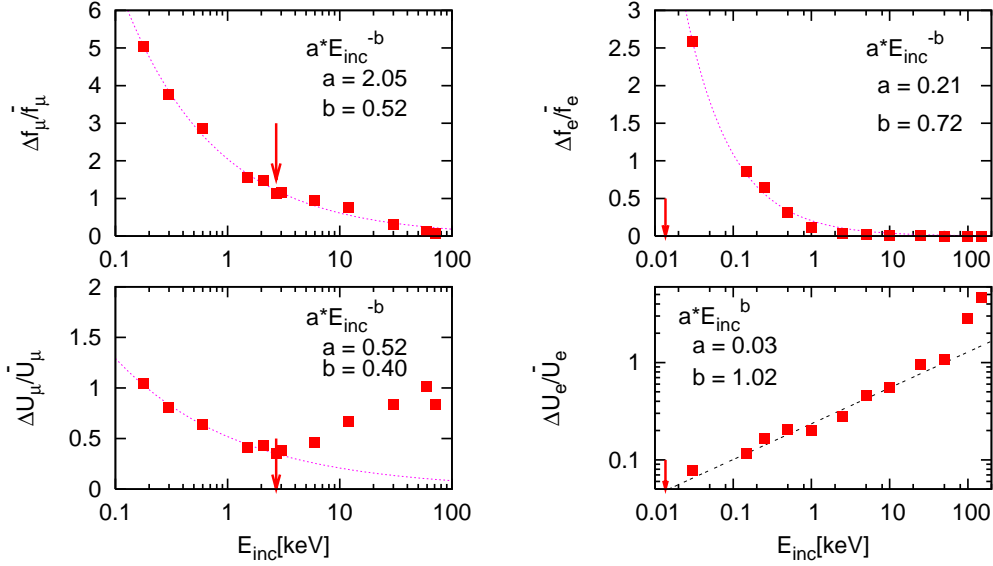 6
5
4
3
2
1
0
0.1
1
10
100
Δf_μ/f̄_μ
a*E_inc^-b
a = 2.05
b = 0.52
3
2.5
2
1.5
1
0.5
0
0.01
0.1
1
10
100
Δf_e/f̄_e
a*E_inc^-b
a = 0.21
b = 0.72
2
1.5
1
0.5
0
0.1
1
10
100
ΔU_μ/Ū_μ
a*E_inc^-b
a = 0.52
b = 0.40
E_inc[keV]
1
0.1
0.01
0.1
1
10
100
ΔU_e/Ū_e
a*E_inc^b
a = 0.03
b = 1.02
E_inc[keV]